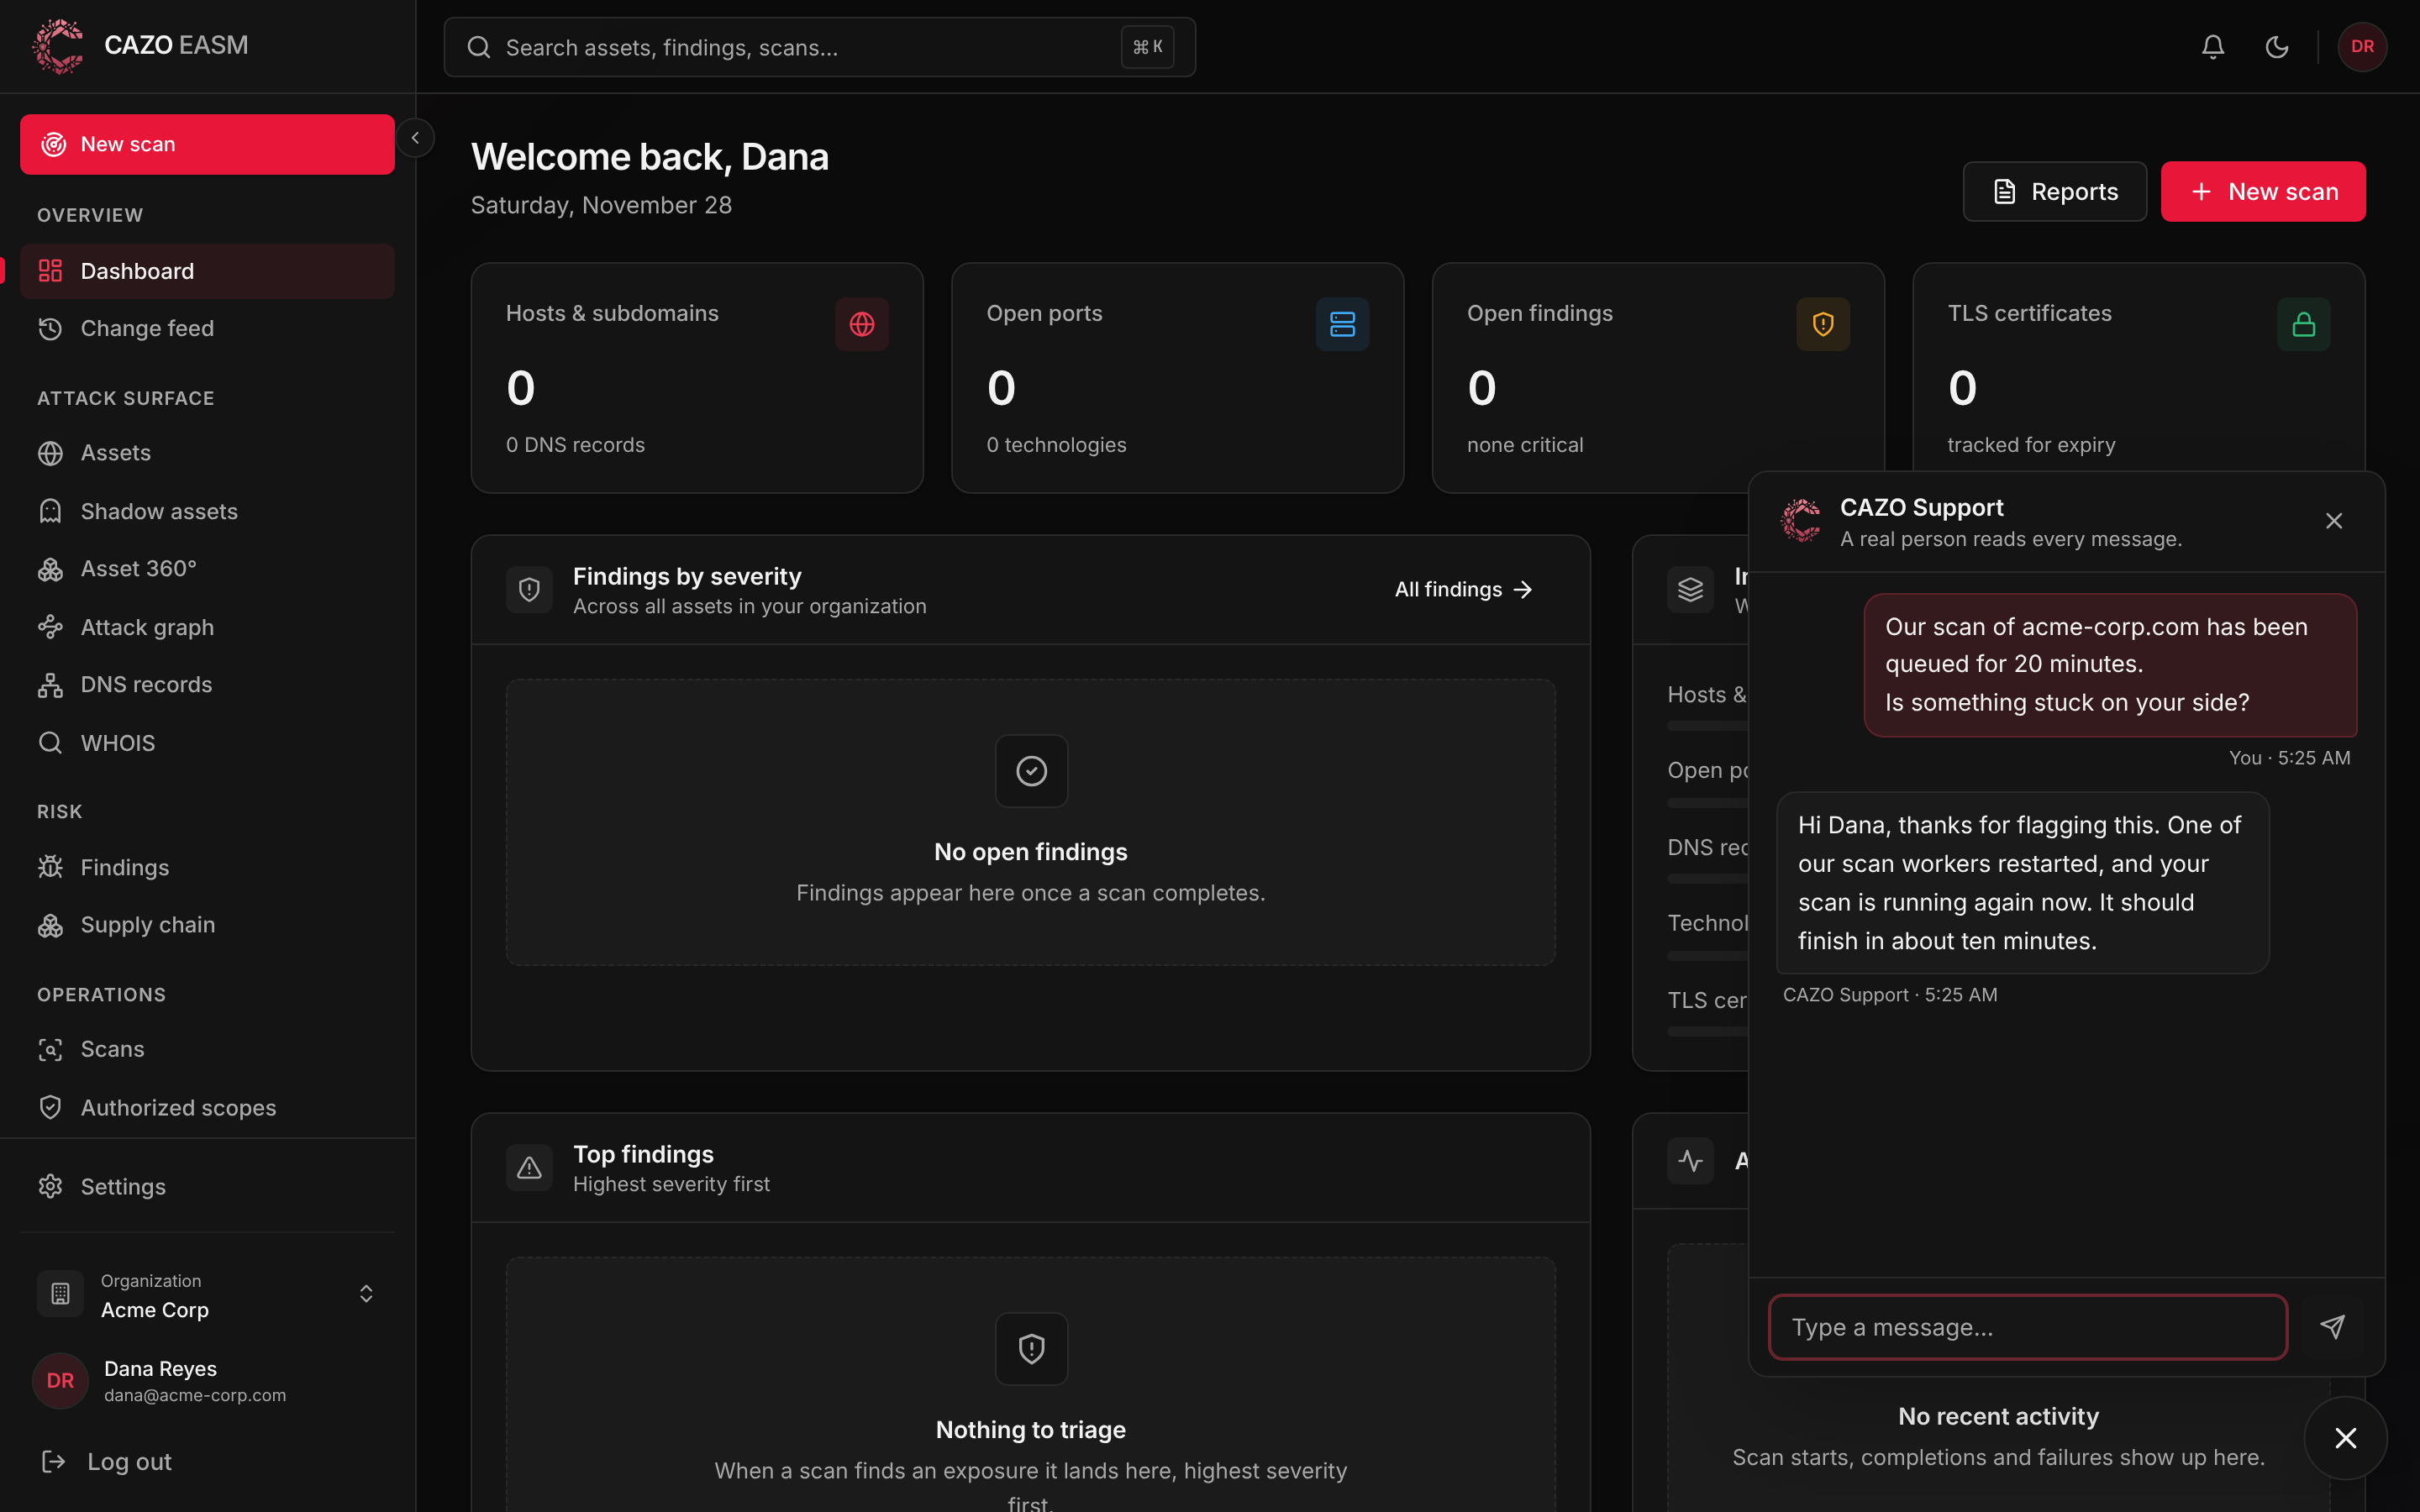 CAZO EASM
Search assets, findings, scans...
⌘ K
DR
New scan
OVERVIEW
Dashboard
Change feed
ATTACK SURFACE
Assets
Shadow assets
Asset 360°
Attack graph
DNS records
WHOIS
RISK
Findings
Supply chain
OPERATIONS
Scans
Authorized scopes
Settings
Organization
Acme Corp
DR
Dana Reyes
dana@acme-corp.com
Log out
Welcome back, Dana
Saturday, November 28
Reports
New scan
Hosts & subdomains
0
0 DNS records
Open ports
0
0 technologies
Open findings
0
none critical
TLS certificates
0
tracked for expiry
Findings by severity
Across all assets in your organization
All findings
No open findings
Findings appear here once a scan completes.
Hosts &
Open
DNS
TLS
Top findings
Highest severity first
Nothing to triage
When a scan finds an exposure it lands here, highest severity
first.
No recent activity
Scan starts, completions and failures show up here.
CAZO Support
A real person reads every message.
Our scan of acme-corp.com has been
queued for 20 minutes.
Is something stuck on your side?
You · 5:25 AM
Hi Dana, thanks for flagging this. One of
our scan workers restarted, and your
scan is running again now. It should
finish in about ten minutes.
CAZO Support · 5:25 AM
Type a message...